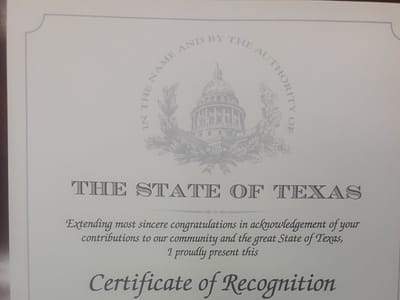 IN THE NAME AND BY THE AUTHORITY OF
THE STATE OF TEXAS
Extending most sincere congratulations in acknowledgement of your
contributions to our community and the great State of Texas,
I proudly present this
Certificate of Recognition